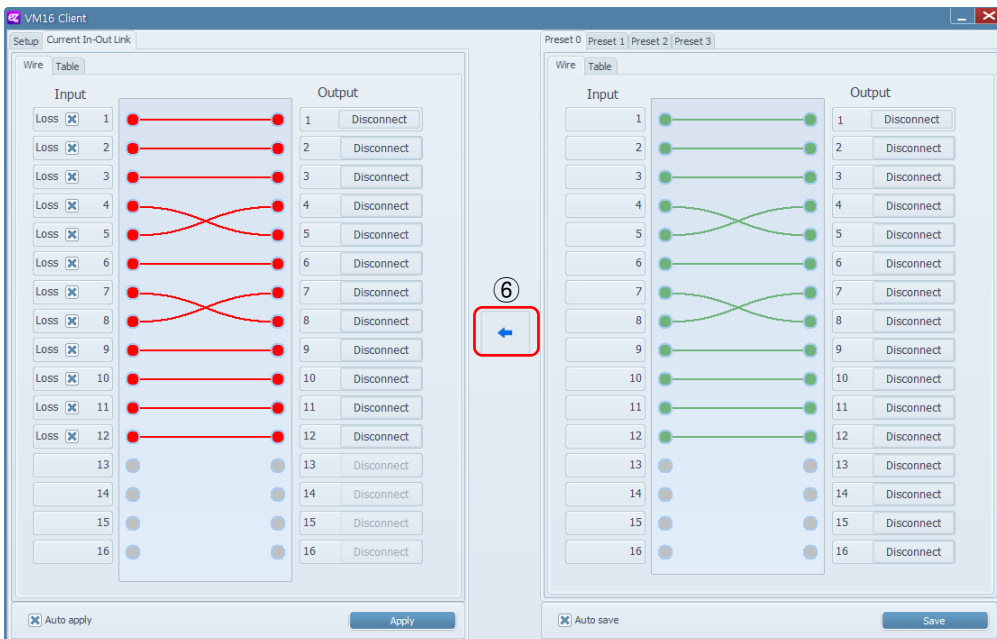 VM16 Client
Setup Current In-Out Link
Wire Table
Input Output
Loss 1 1 Disconnect
Loss 2 2 Disconnect
Loss 3 3 Disconnect
Loss 4 4 Disconnect
Loss 5 5 Disconnect
Loss 6 6 Disconnect
Loss 7 7 Disconnect
Loss 8 8 Disconnect
Loss 9 9 Disconnect
Loss 10 10 Disconnect
Loss 11 11 Disconnect
Loss 12 12 Disconnect
13 13 Disconnect
14 14 Disconnect
15 15 Disconnect
16 16 Disconnect
Auto apply Apply
⑥
Preset 0 Preset 1 Preset 2 Preset 3
Wire Table
Input Output
1 1 Disconnect
2 2 Disconnect
3 3 Disconnect
4 4 Disconnect
5 5 Disconnect
6 6 Disconnect
7 7 Disconnect
8 8 Disconnect
9 9 Disconnect
10 10 Disconnect
11 11 Disconnect
12 12 Disconnect
13 13 Disconnect
14 14 Disconnect
15 15 Disconnect
16 16 Disconnect
Auto save Save